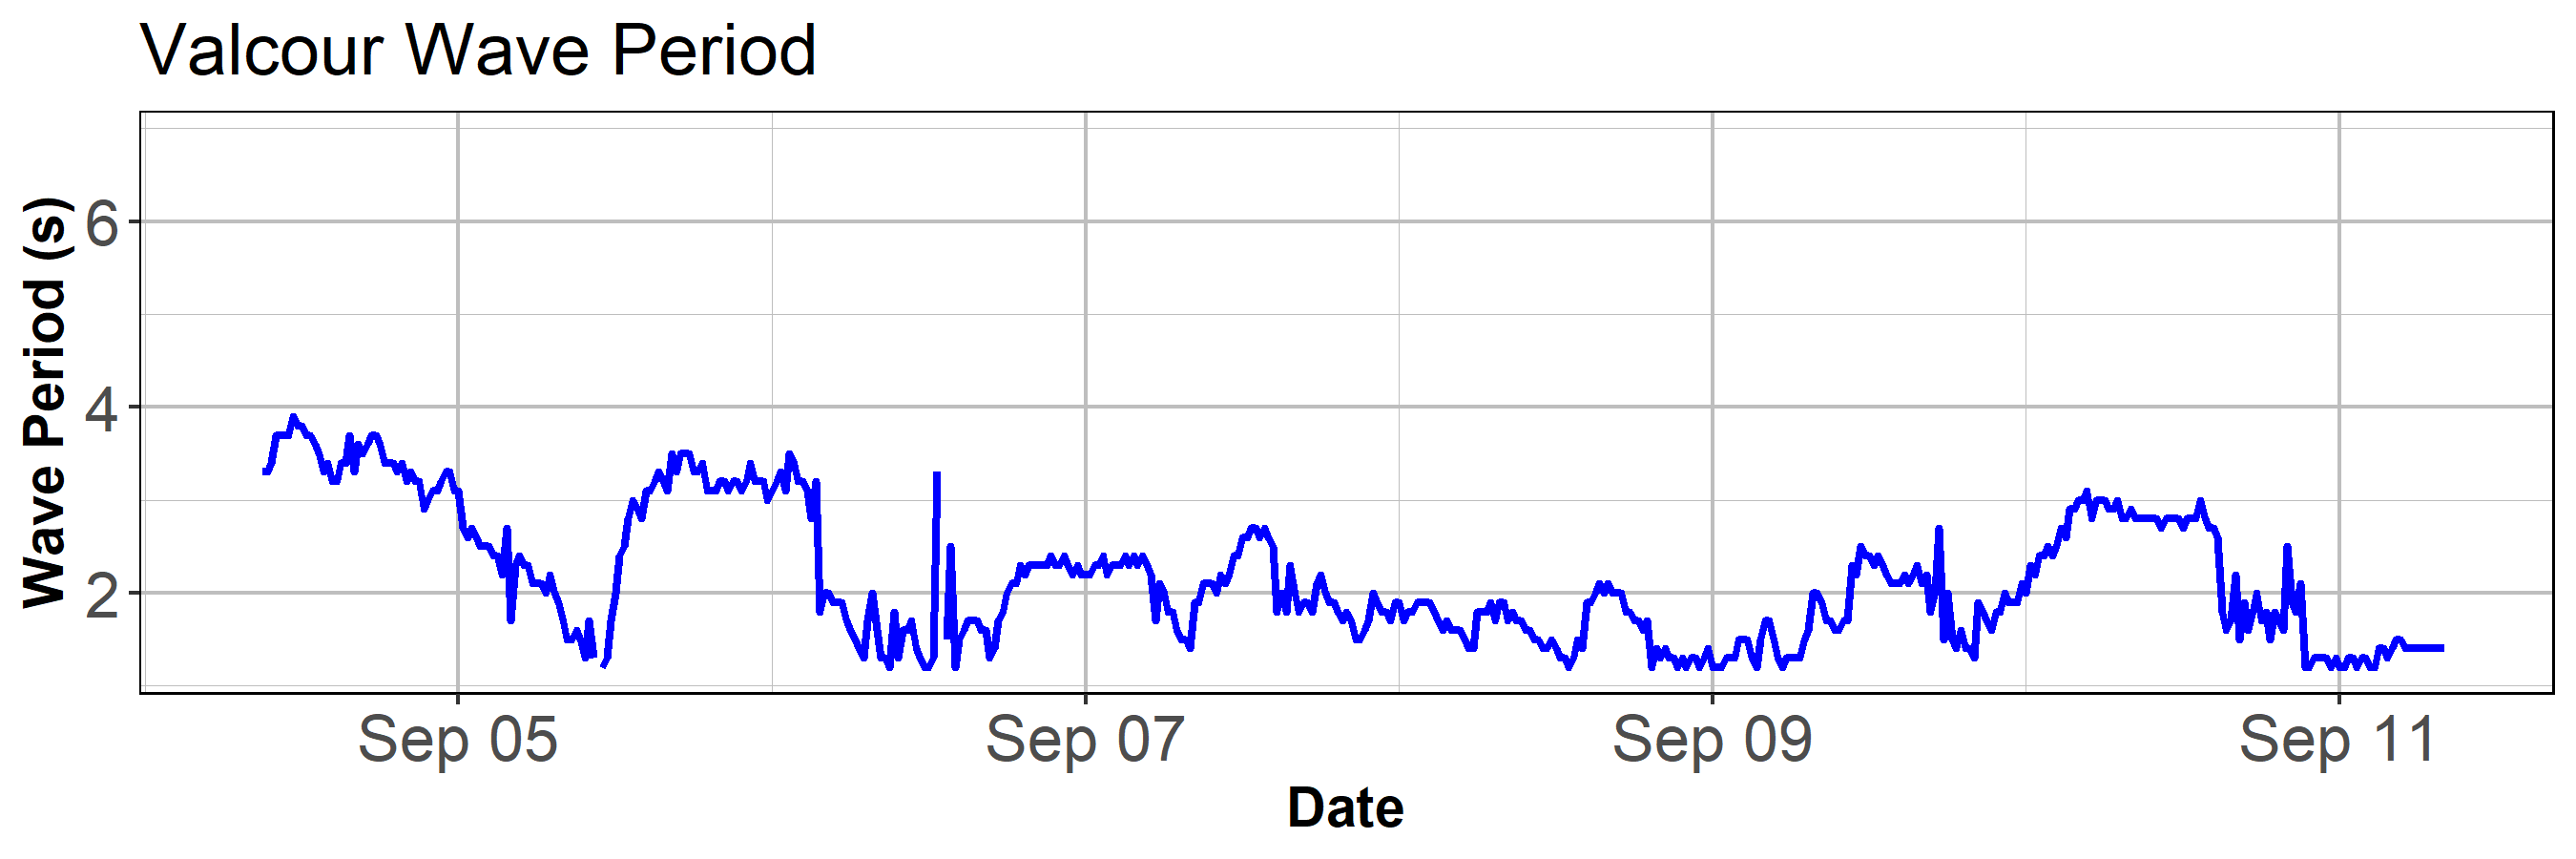 Valcour Wave Period
Wave Period (s)
6
4
2
Sep 05
Sep 07
Sep 09
Sep 11
Date